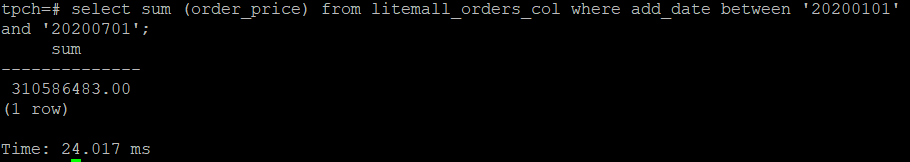 tpch=# select sum (order_price) from litemall_orders_col where add_date between '20200101'
and '20200701';
     sum
--------------
 310586483.00
(1 row)

Time: 24.017 ms